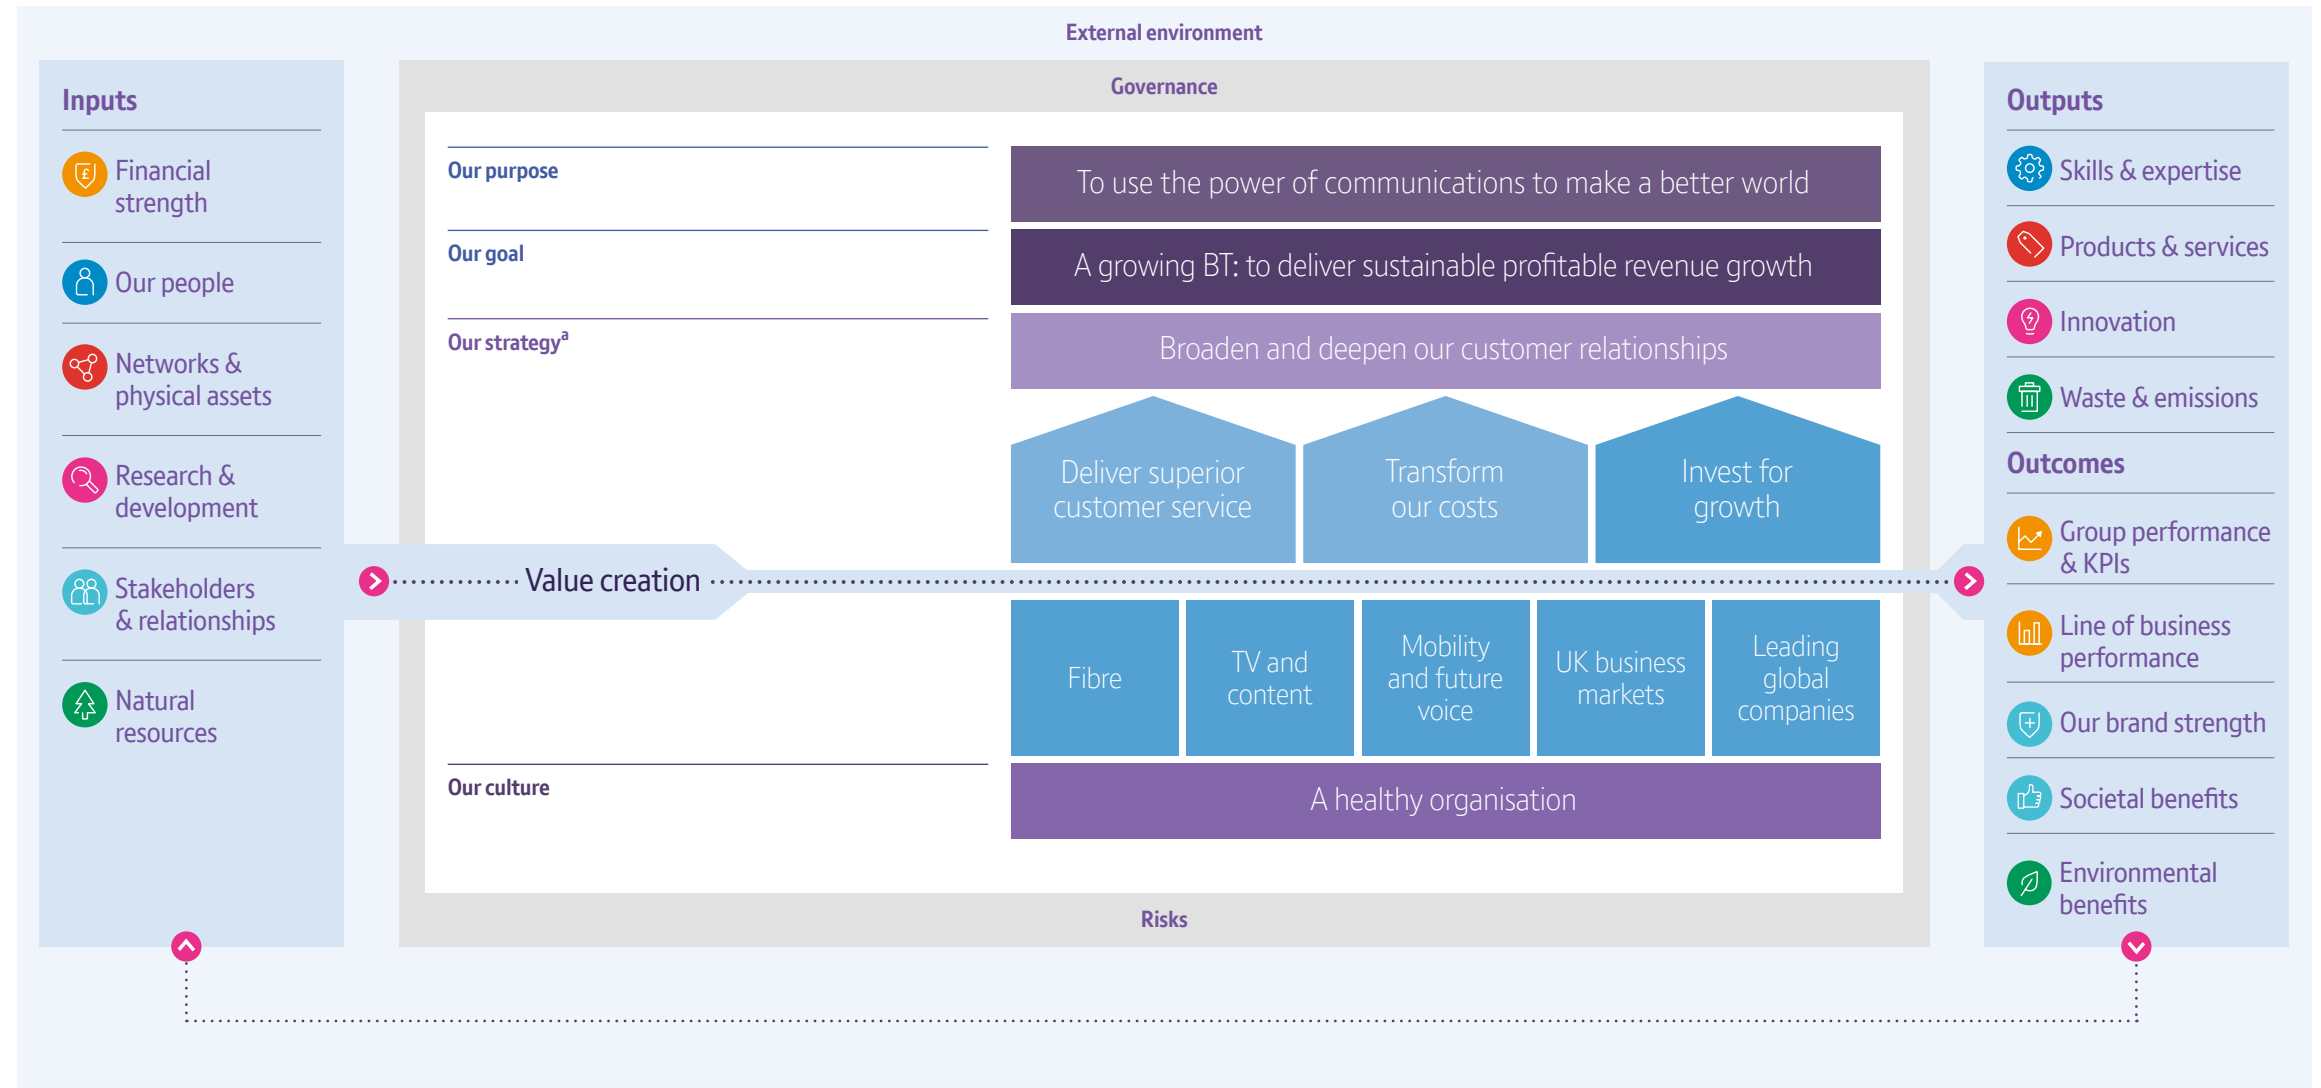 External environment
Inputs
Financial
strength
Our people
Networks &
physical assets
Research &
development
Stakeholders
& relationships
Natural
resources
Governance
Our purpose
To use the power of communications to make a better world
Our goal
A growing BT: to deliver sustainable profitable revenue growth
Our strategyᵃ
Broaden and deepen our customer relationships
Deliver superior
customer service
Transform
our costs
Invest for
growth
Value creation
Fibre
TV and
content
Mobility
and future
voice
UK business
markets
Leading
global
companies
Our culture
A healthy organisation
Risks
Outputs
Skills & expertise
Products & services
Innovation
Waste & emissions
Outcomes
Group performance
& KPIs
Line of business
performance
Our brand strength
Societal benefits
Environmental
benefits